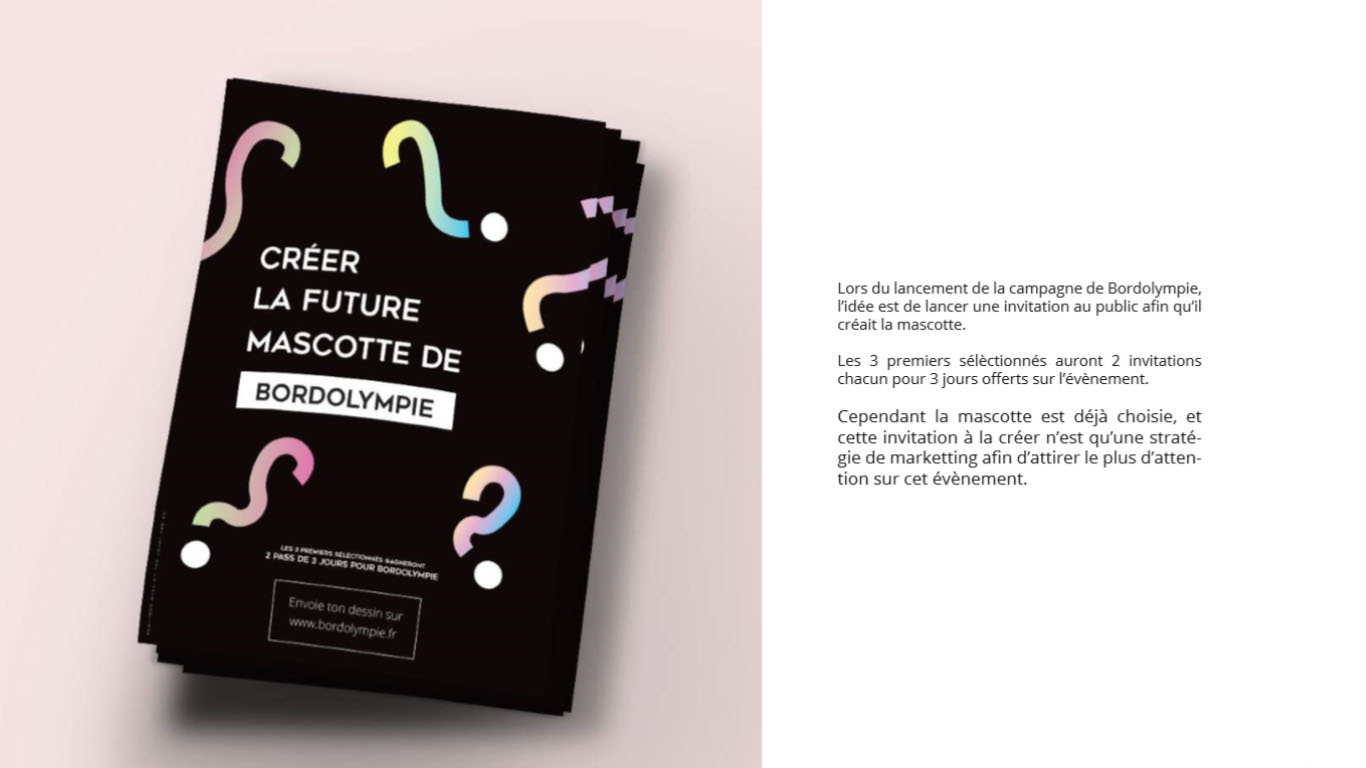 CRÉER
LA FUTURE
MASCOTTE DE
BORDOLYMPIE
LES 3 PREMIERS SÉLECTIONNÉS GAGNERONT
2 PASS DE 3 JOURS POUR BORDOLYMPIE
Envoie ton dessin sur
www.bordolympie.fr
Lors du lancement de la campagne de Bordolympie,
l’idée est de lancer une invitation au public afin qu’il
créait la mascotte.
Les 3 premiers sélèctionnés auront 2 invitations
chacun pour 3 jours offerts sur l’évènement.
Cependant la mascotte est déjà choisie, et
cette invitation à la créer n’est qu’une straté-
gie de marketting afin d’attirer le plus d’atten-
tion sur cet évènement.